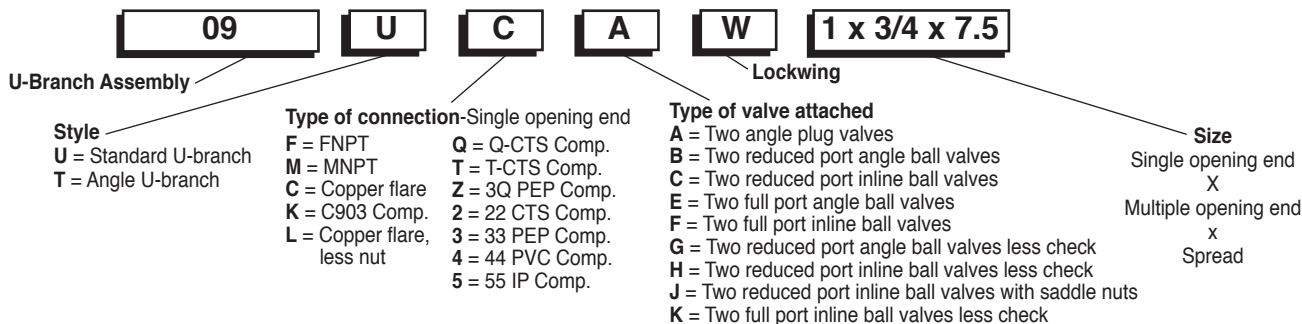 09 U C A W 1 x 3/4 x 7.5
U-Branch Assembly
Lockwing
Style
U = Standard U-branch
T = Angle U-branch
Type of connection-Single opening end
F = FNPT
M = MNPT
C = Copper flare
K = C903 Comp.
L = Copper flare,
less nut
Q = Q-CTS Comp.
T = T-CTS Comp.
Z = 3Q PEP Comp.
2 = 22 CTS Comp.
3 = 33 PEP Comp.
4 = 44 PVC Comp.
5 = 55 IP Comp.
Type of valve attached
A = Two angle plug valves
B = Two reduced port angle ball valves
C = Two reduced port inline ball valves
E = Two full port angle ball valves
F = Two full port inline ball valves
G = Two reduced port angle ball valves less check
H = Two reduced port inline ball valves less check
J = Two reduced port inline ball valves with saddle nuts
K = Two full port inline ball valves less check
Size
Single opening end
X
Multiple opening end
x
Spread